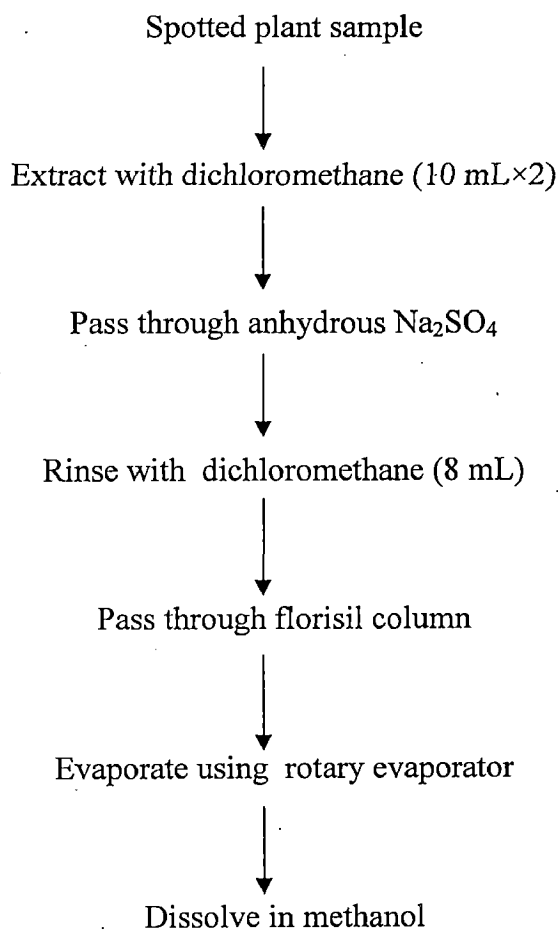 Spotted plant sample
Extract with dichloromethane (10 mL×2)
Pass through anhydrous Na₂SO₄
Rinse with dichloromethane (8 mL)
Pass through florisil column
Evaporate using rotary evaporator
Dissolve in methanol